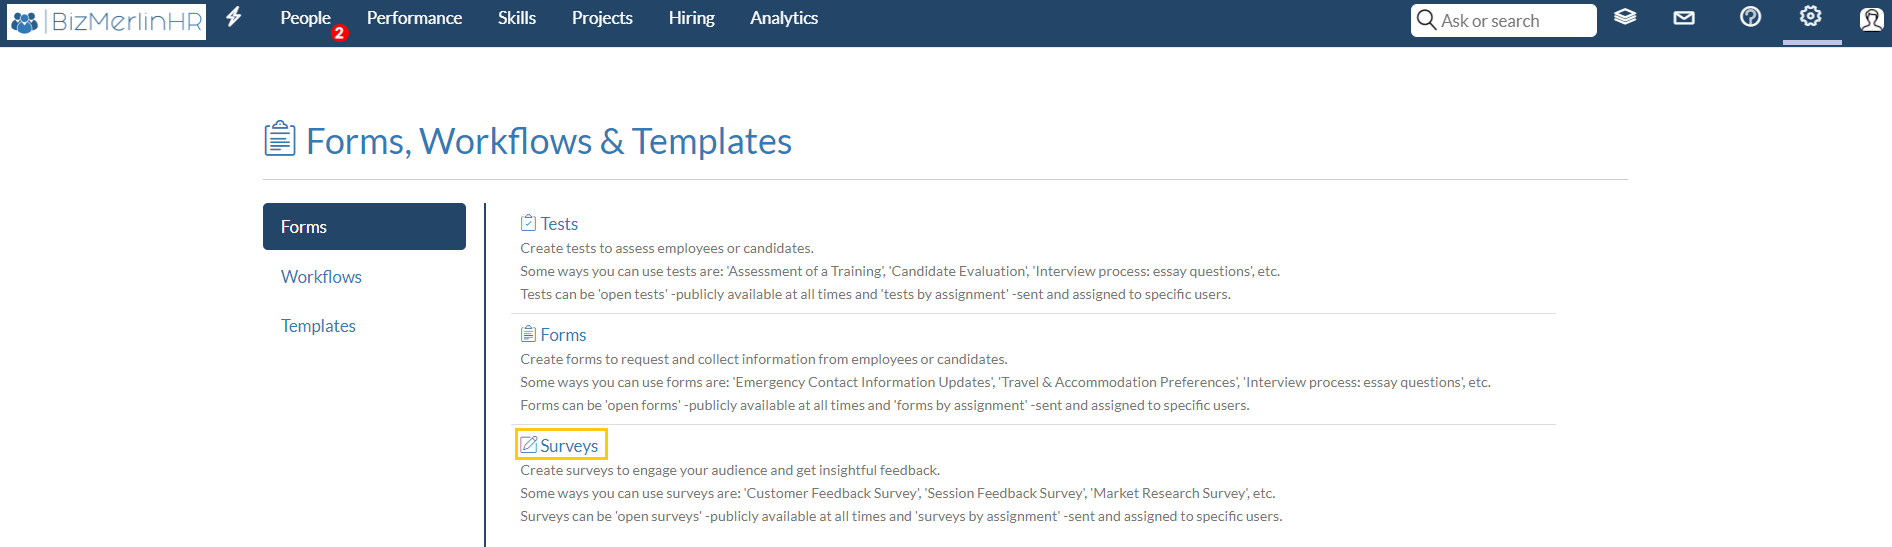 BizMerlinHR People Performance Skills Projects Hiring Analytics Ask or search
2
Forms, Workflows & Templates
Forms
Workflows
Templates
Tests
Create tests to assess employees or candidates.
Some ways you can use tests are: 'Assessment of a Training', 'Candidate Evaluation', 'Interview process: essay questions', etc.
Tests can be 'open tests' -publicly available at all times and 'tests by assignment' -sent and assigned to specific users.
Forms
Create forms to request and collect information from employees or candidates.
Some ways you can use forms are: 'Emergency Contact Information Updates', 'Travel & Accommodation Preferences', 'Interview process: essay questions', etc.
Forms can be 'open forms' -publicly available at all times and 'forms by assignment' -sent and assigned to specific users.
Surveys
Create surveys to engage your audience and get insightful feedback.
Some ways you can use surveys are: 'Customer Feedback Survey', 'Session Feedback Survey', 'Market Research Survey', etc.
Surveys can be 'open surveys' -publicly available at all times and 'surveys by assignment' -sent and assigned to specific users.